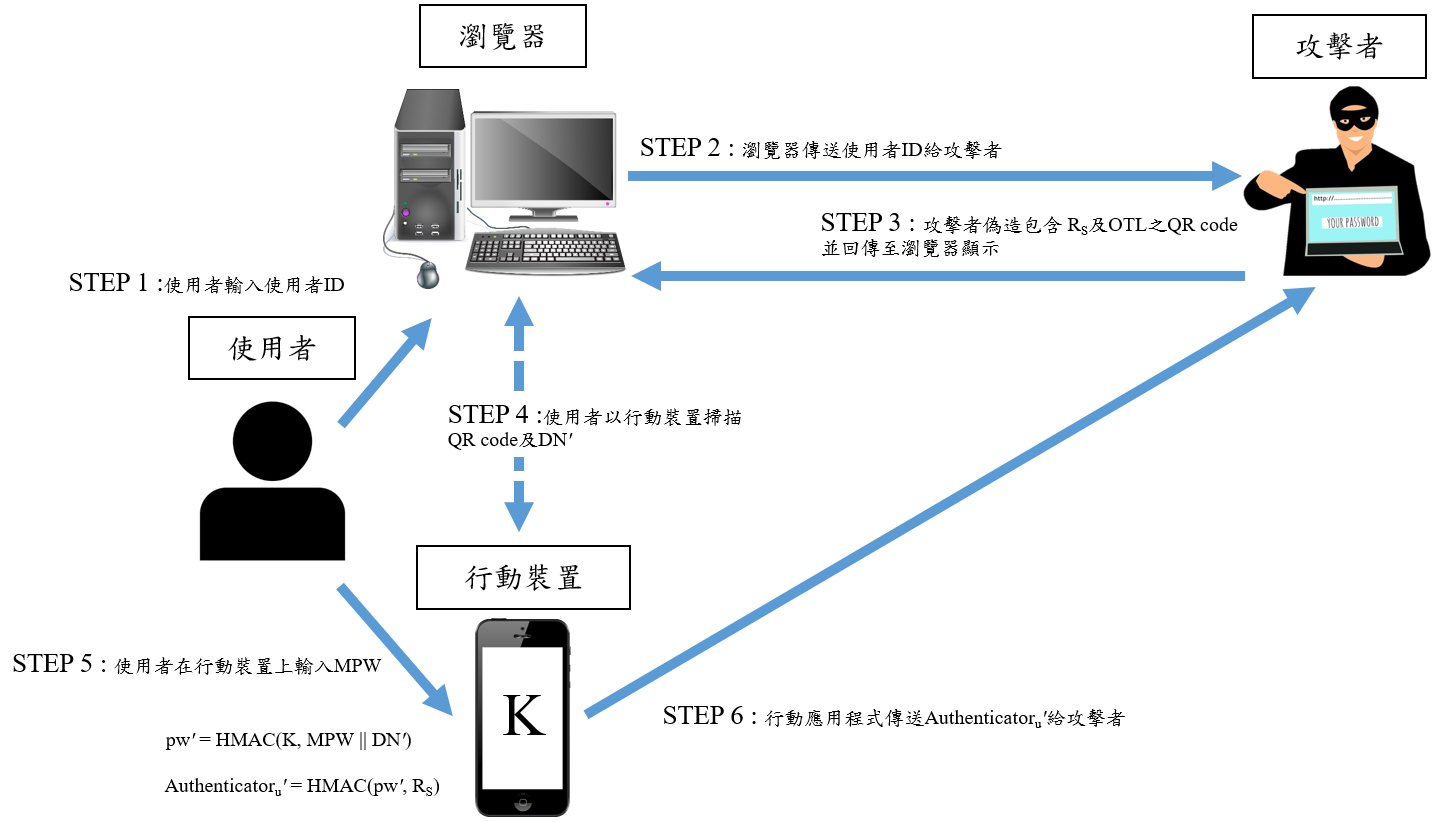 瀏覽器
攻擊者
STEP 2 : 瀏覽器傳送使用者ID給攻擊者
http://
YOUR PASSWORD
STEP 3 : 攻擊者偽造包含 RS及OTL之QR code
並回傳至瀏覽器顯示
STEP 1 :使用者輸入使用者ID
使用者
STEP 4 :使用者以行動裝置掃描
QR code及DN′
行動裝置
STEP 5 : 使用者在行動裝置上輸入MPW
K
STEP 6 : 行動應用程式傳送Authenticatoru′給攻擊者
pw′ = HMAC(K, MPW || DN′)
Authenticatoru′ = HMAC(pw′, RS)